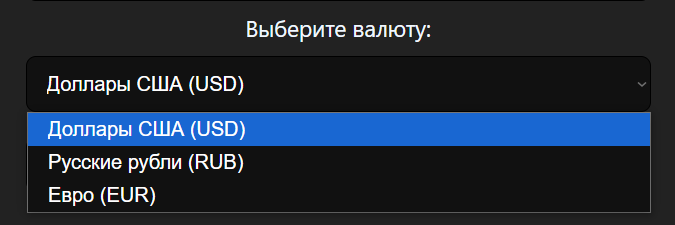 Выберите валюту:
Доллары США (USD)
Доллары США (USD)
Русские рубли (RUB)
Евро (EUR)